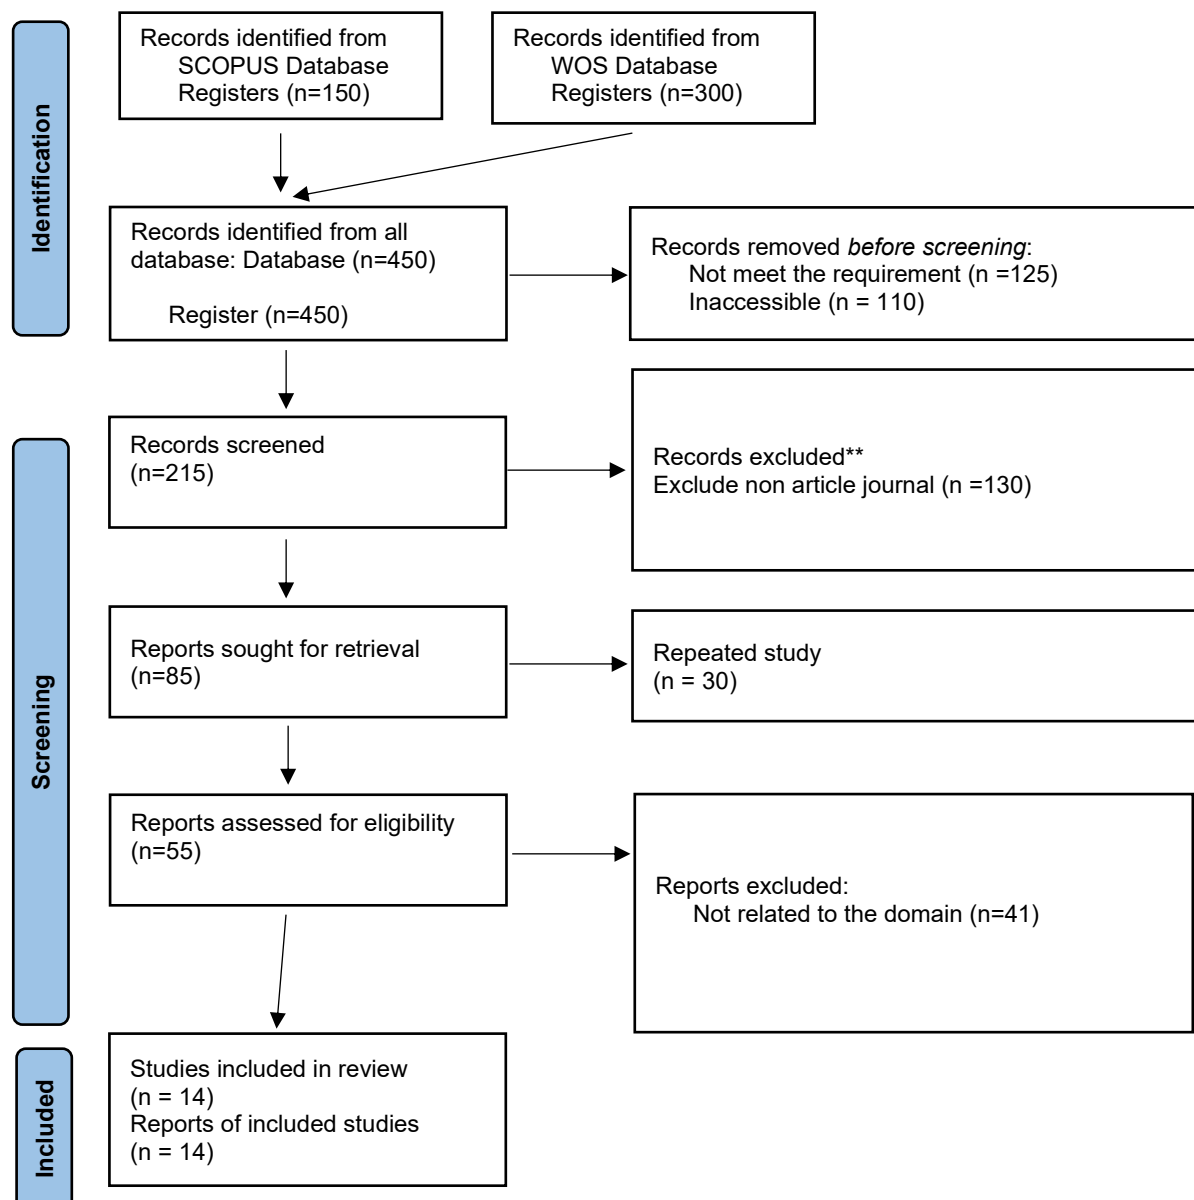 Identification
Records identified from
SCOPUS Database
Registers (n=150)
Records identified from
WOS Database
Registers (n=300)
Records identified from all
database: Database (n=450)
Register (n=450)
Records removed before screening:
Not meet the requirement (n =125)
Inaccessible (n = 110)
Screening
Records screened
(n=215)
Records excluded**
Exclude non article journal (n =130)
Reports sought for retrieval
(n=85)
Repeated study
(n = 30)
Reports assessed for eligibility
(n=55)
Reports excluded:
Not related to the domain (n=41)
Included
Studies included in review
(n = 14)
Reports of included studies
(n = 14)